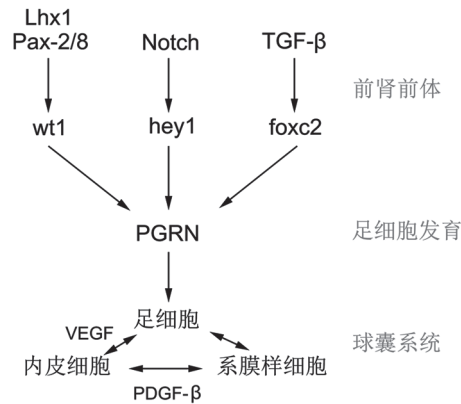 Lhx1
Pax-2/8
Notch
TGF-β
前肾前体
wt1
hey1
foxc2
PGRN
足细胞发育
足细胞
VEGF
球囊系统
内皮细胞
系膜样细胞
PDGF-β